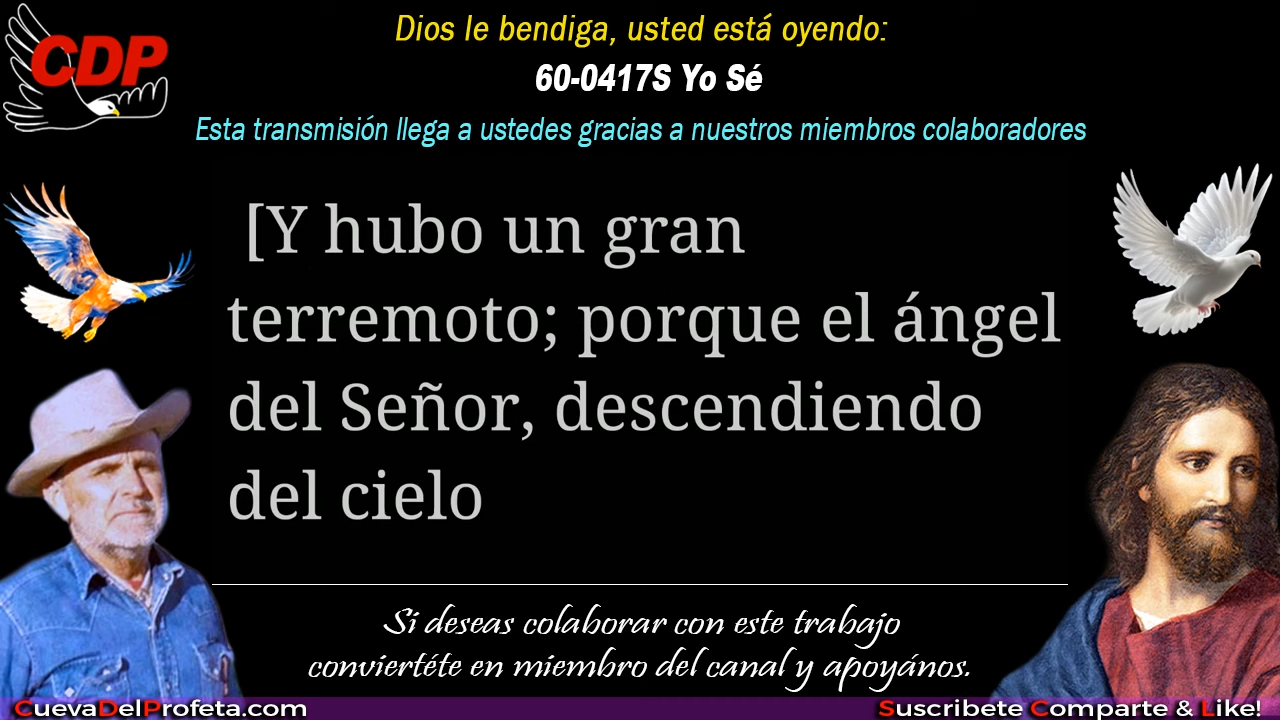 CDP
Dios le bendiga, usted está oyendo:
60-0417S Yo Sé
Esta transmisión llega a ustedes gracias a nuestros miembros colaboradores
[Y hubo un gran
terremoto; porque el ángel
del Señor, descendiendo
del cielo
Si deseas colaborar con este trabajo
conviertéte en miembro del canal y apoyános.
CuevaDelProfeta.com
Suscribete Comparte & Like!